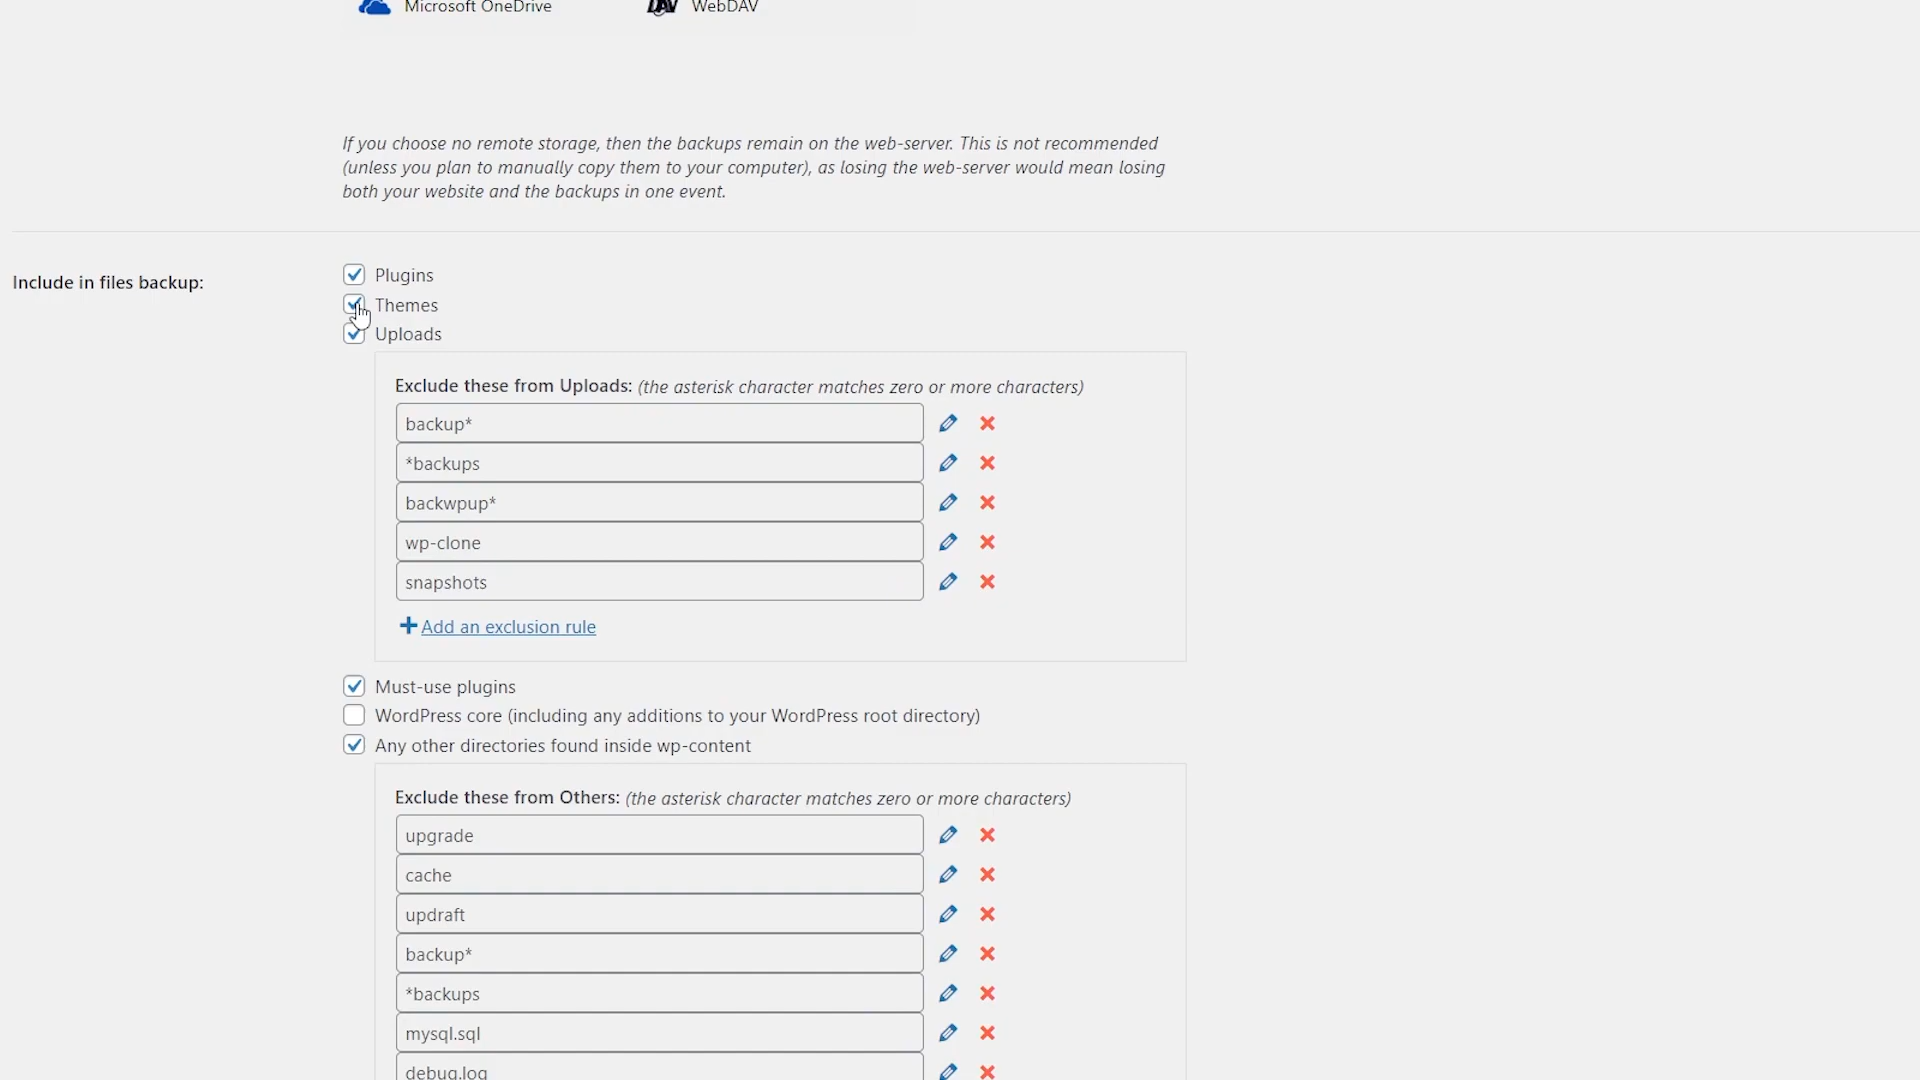 Microsoft OneDrive
DAV WebDAV
If you choose no remote storage, then the backups remain on the web-server. This is not recommended
(unless you plan to manually copy them to your computer), as losing the web-server would mean losing
both your website and the backups in one event.
Include in files backup:
Plugins
Themes
Uploads
Exclude these from Uploads: (the asterisk character matches zero or more characters)
backup*
*backups
backwpup*
wp-clone
snapshots
Add an exclusion rule
Must-use plugins
WordPress core (including any additions to your WordPress root directory)
Any other directories found inside wp-content
Exclude these from Others: (the asterisk character matches zero or more characters)
upgrade
cache
updraft
backup*
*backups
mysql.sql
debug.log